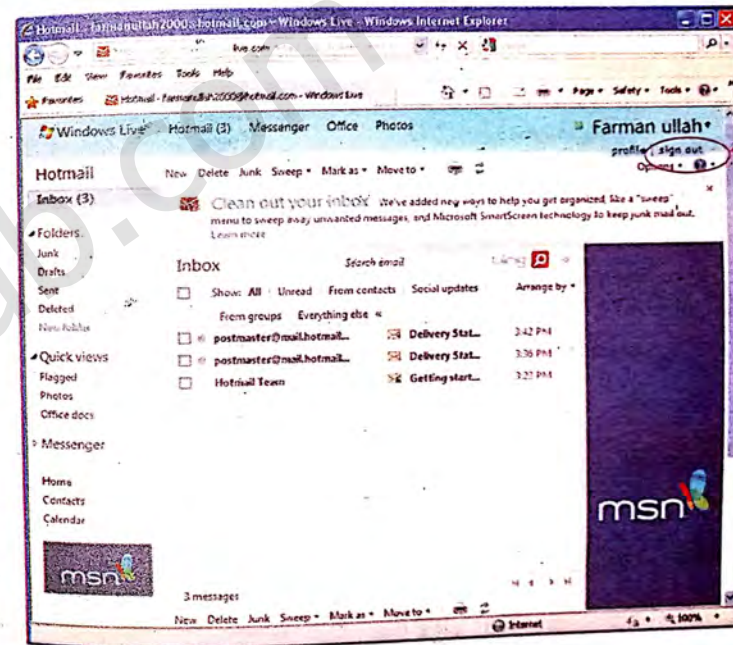 Hotmail - farmanullah2000@hotmail.com - Windows Live - Windows Internet Explorer
live.com
File Edit View Favorites Tools Help
Favorites Hotmail - farmanullah2000@hotmail.com - Windows Live Page Safety Tools
Windows Live Hotmail (3) Messenger Office Photos Farman ullah
profile sign out
Hotmail New Delete Junk Sweep Mark as Move to Options
Inbox (3) Clean out your inbox We've added new ways to help you get organized, like a "sweep"
menu to sweep away unwanted messages, and Microsoft SmartScreen technology to keep junk mail out.
Learn more
Folders
Junk
Drafts
Sent
Deleted
New folder
Quick views
Flagged
Photos
Office docs
Messenger
Home
Contacts
Calendar
msn
Inbox Search email bing
Show: All Unread From contacts Social updates Arrange by
From groups Everything else «
postmaster@mail.hotmail... Delivery Stat... 3:42 PM
postmaster@mail.hotmail... Delivery Stat... 3:36 PM
Hotmail Team Getting start... 3:22 PM
msn
3 messages
New Delete Junk Sweep Mark as Move to
Internet 100%